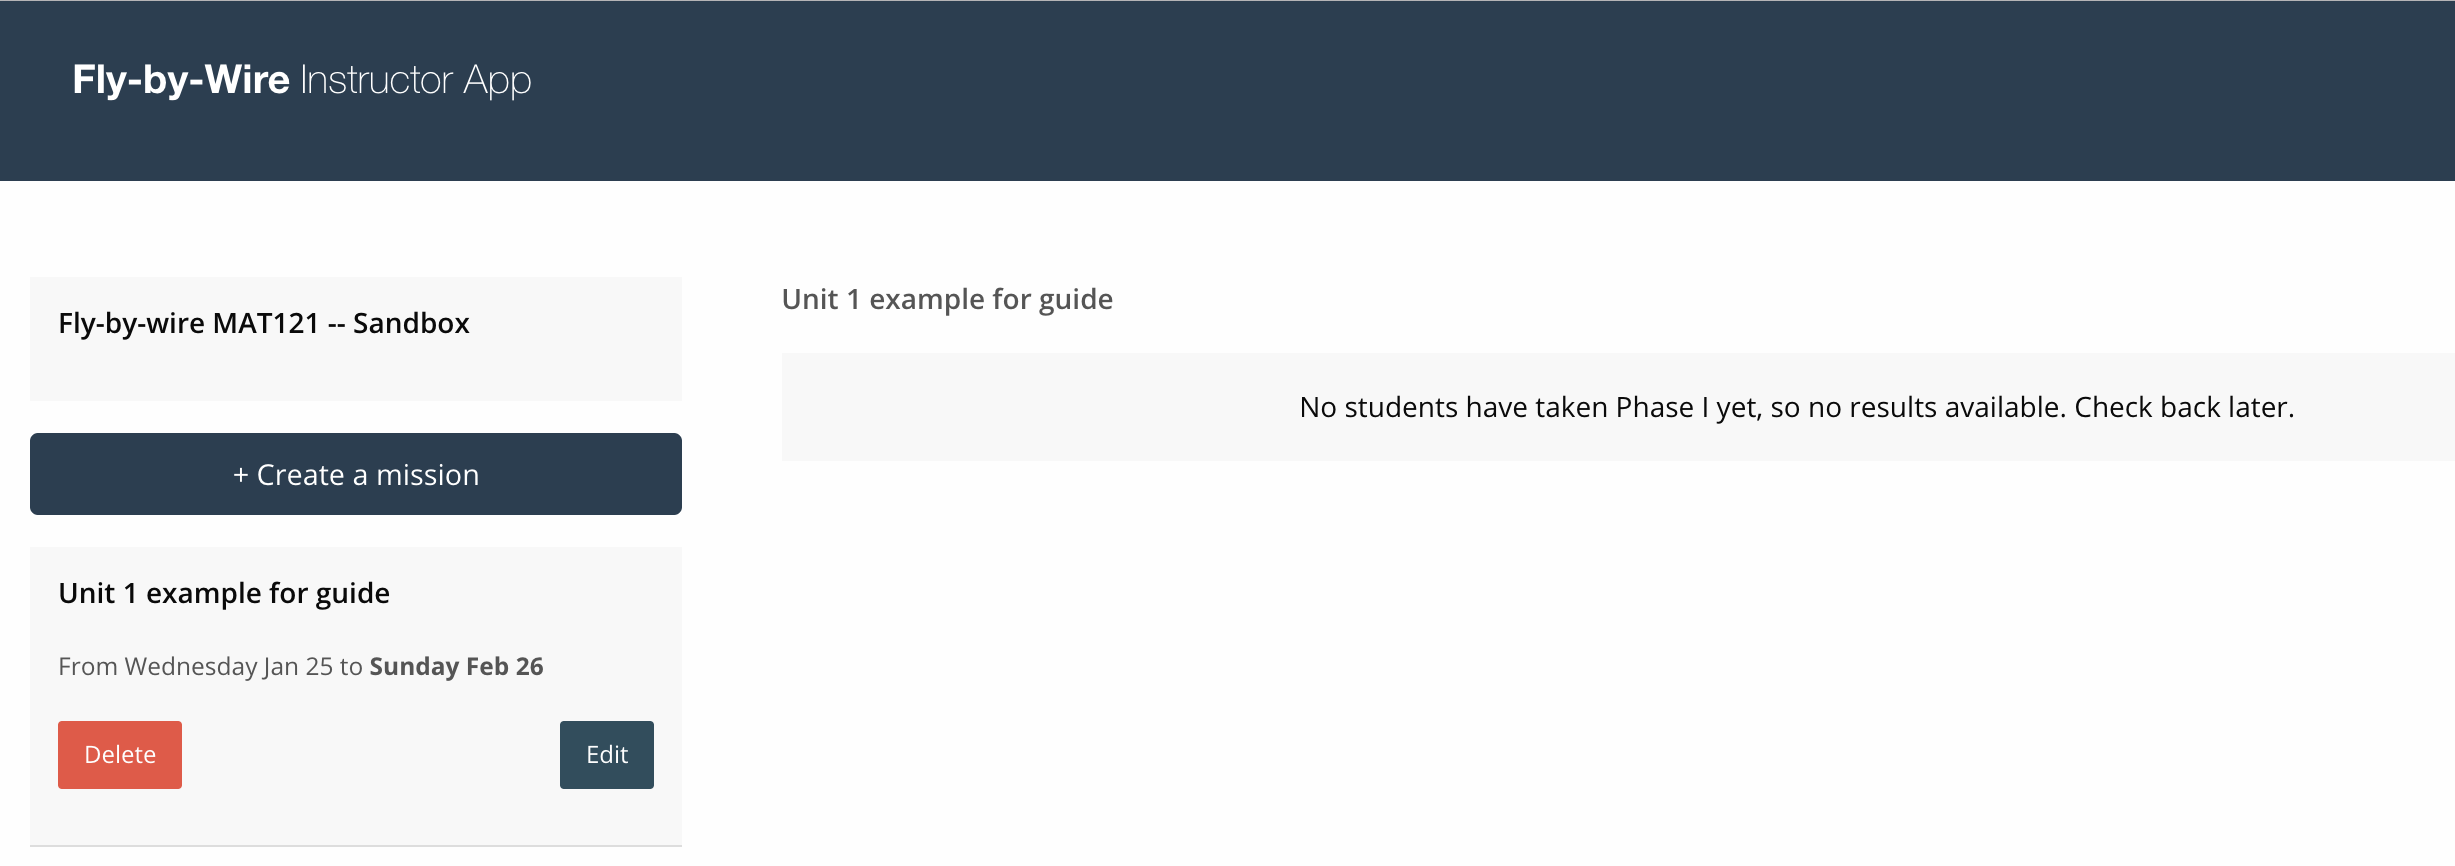 Fly-by-Wire Instructor App
Fly-by-wire MAT121 -- Sandbox
+ Create a mission
Unit 1 example for guide
From Wednesday Jan 25 to Sunday Feb 26
Delete
Edit
Unit 1 example for guide
No students have taken Phase I yet, so no results available. Check back later.